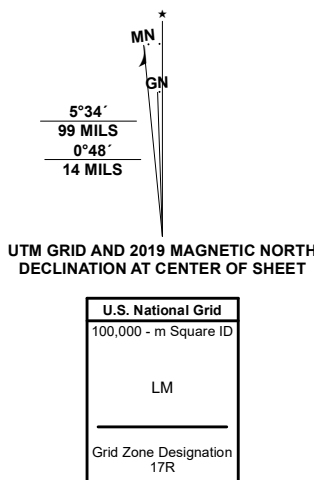 ★
MN
GN
5°34´
99 MILS
0°48´
14 MILS
UTM GRID AND 2019 MAGNETIC NORTH
DECLINATION AT CENTER OF SHEET
U.S. National Grid
100,000 - m Square ID
LM
Grid Zone Designation
17R